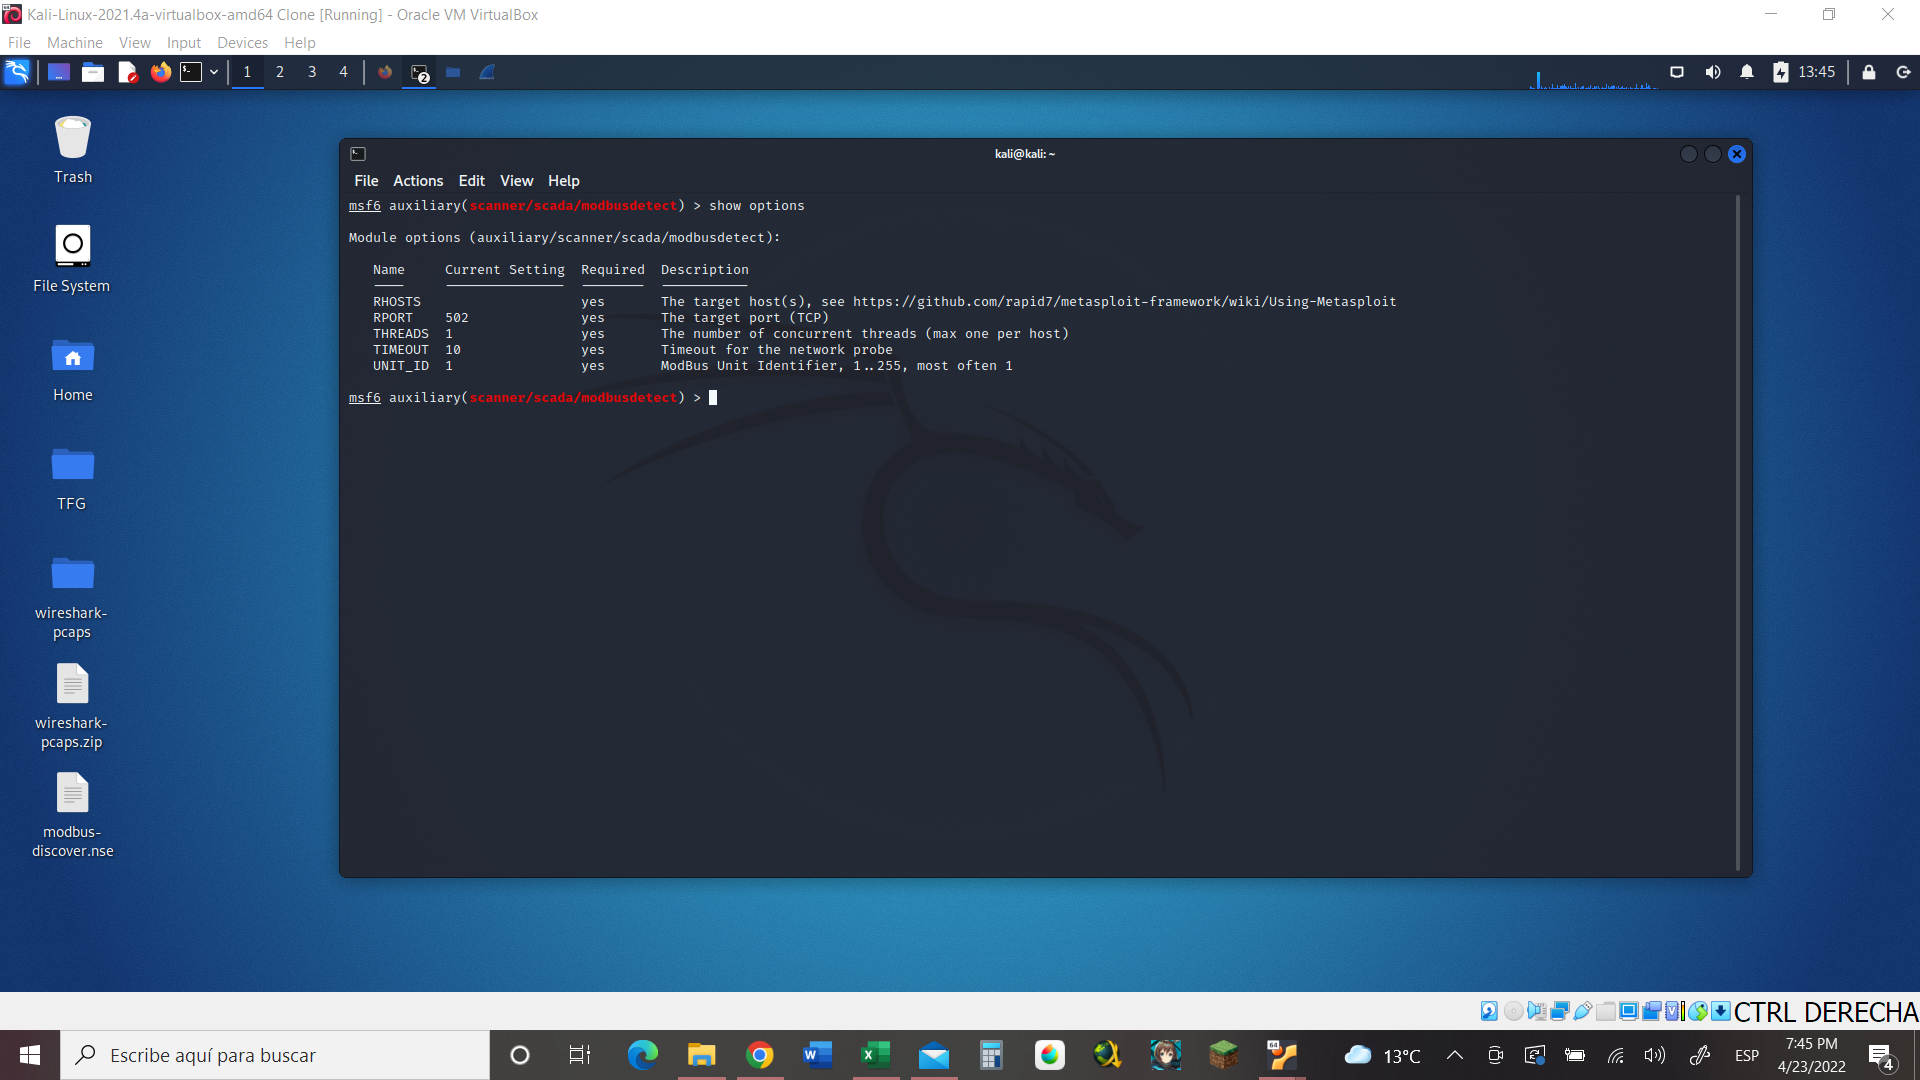 Kali-Linux-2021.4a-virtualbox-amd64 Clone [Running] - Oracle VM VirtualBox
File Machine View Input Devices Help
1 2 3 4 2 13:45
Trash
File System
Home
TFG
wireshark-
pcaps
wireshark-
pcaps.zip
modbus-
discover.nse
kali@kali: ~
File Actions Edit View Help
msf6 auxiliary(scanner/scada/modbusdetect) > show options
Module options (auxiliary/scanner/scada/modbusdetect):
Name Current Setting Required Description
RHOSTS yes The target host(s), see https://github.com/rapid7/metasploit-framework/wiki/Using-Metasploit
RPORT 502 yes The target port (TCP)
THREADS 1 yes The number of concurrent threads (max one per host)
TIMEOUT 10 yes Timeout for the network probe
UNIT_ID 1 yes ModBus Unit Identifier, 1..255, most often 1
msf6 auxiliary(scanner/scada/modbusdetect) >
CTRL DERECHA
Escribe aquí para buscar
64
13°C
ESP
7:45 PM
4/23/2022
4